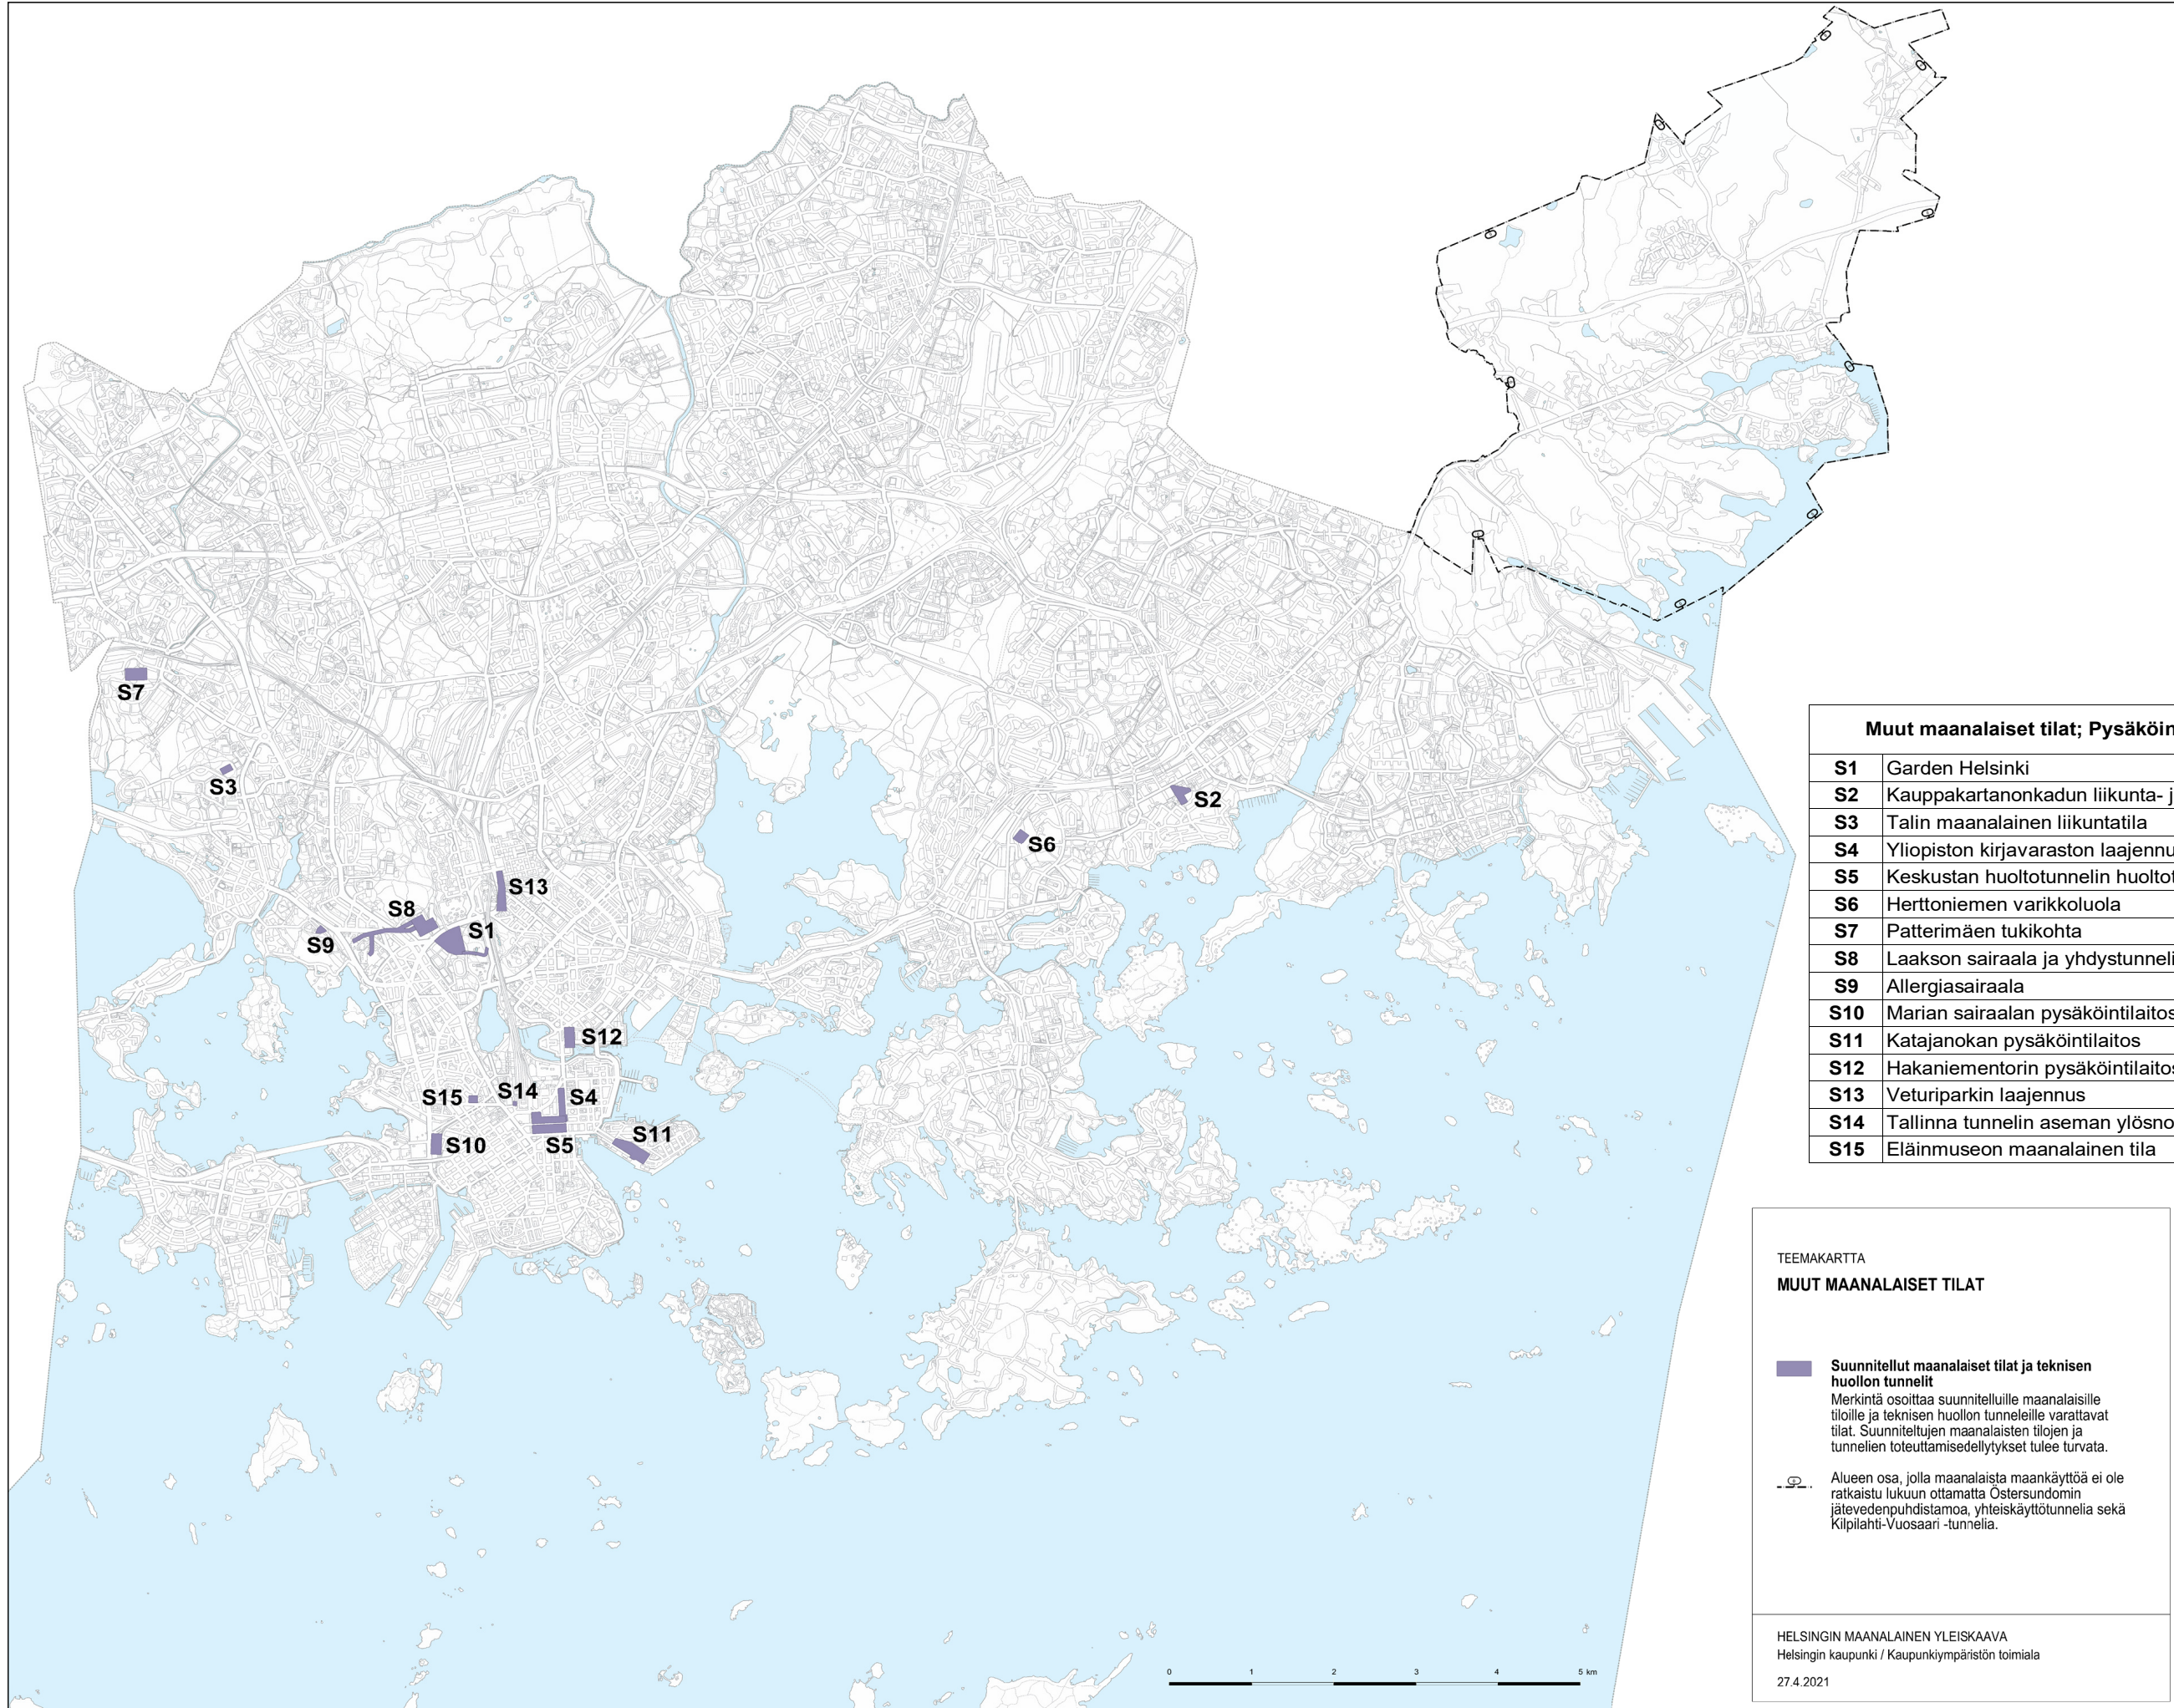 S7
S3
S2
S6
S13
S8
S1
S9
S12
S14
S15
S4
S11
S10
S5
Muut maanalaiset tilat; Pysäköin
S1 Garden Helsinki
S2 Kauppakartanonkadun liikunta- j
S3 Talin maanalainen liikuntatila
S4 Yliopiston kirjavaraston laajennu
S5 Keskustan huoltotunnelin huoltot
S6 Herttoniemen varikkoluola
S7 Patterimäen tukikohta
S8 Laakson sairaala ja yhdystunneli
S9 Allergiasairaala
S10 Marian sairaalan pysäköintilaitos
S11 Katajanokan pysäköintilaitos
S12 Hakaniementorin pysäköintilaitos
S13 Veturiparkin laajennus
S14 Tallinna tunnelin aseman ylösno
S15 Eläinmuseon maanalainen tila
TEEMAKARTTA
MUUT MAANALAISET TILAT
Suunnitellut maanalaiset tilat ja teknisen
huollon tunnelit
Merkintä osoittaa suunnitelluille maanalaisille
tiloille ja teknisen huollon tunneleille varattavat
tilat. Suunniteltujen maanalaisten tilojen ja
tunnelien toteuttamisedellytykset tulee turvata.
Alueen osa, jolla maanalaista maankäyttöä ei ole
ratkaistu lukuun ottamatta Östersundomin
jätevedenpuhdistamoa, yhteiskäyttötunnelia sekä
Kilpilahti-Vuosaari -tunnelia.
HELSINGIN MAANALAINEN YLEISKAAVA
Helsingin kaupunki / Kaupunkiympäristön toimiala
27.4.2021
0 1 2 3 4 5 km